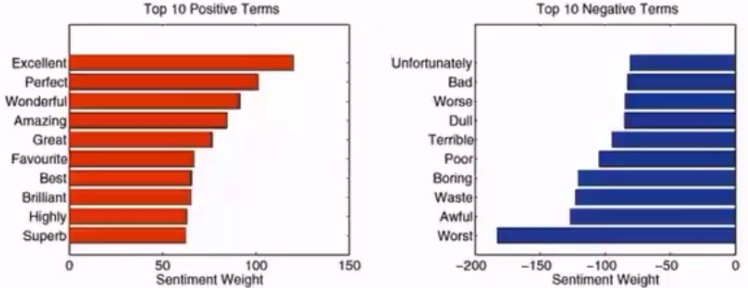 Top 10 Positive Terms
Excellent
Perfect
Wonderful
Amazing
Great
Favourite
Best
Brilliant
Highly
Superb
0 50 100 150
Sentiment Weight
Top 10 Negative Terms
Unfortunately
Bad
Worse
Dull
Terrible
Poor
Boring
Waste
Awful
Worst
−200 −150 −100 −50 0
Sentiment Weight